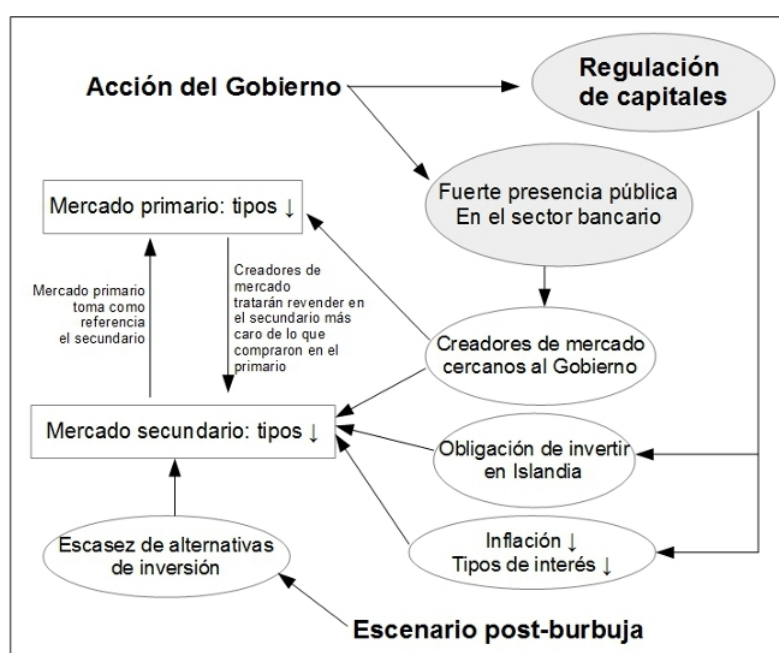 Acción del Gobierno
Regulación
de capitales
Fuerte presencia pública
En el sector bancario
Mercado primario: tipos ↓
Mercado primario
toma como
referencia
el secundario
Creadores de
mercado
tratarán revender en
el secundario más
caro de lo que
compraron en el
primario
Creadores de mercado
cercanos al Gobierno
Mercado secundario: tipos ↓
Obligación de invertir
en Islandia
Escasez de alternativas
de inversión
Inflación ↓
Tipos de interés ↓
Escenario post-burbuja